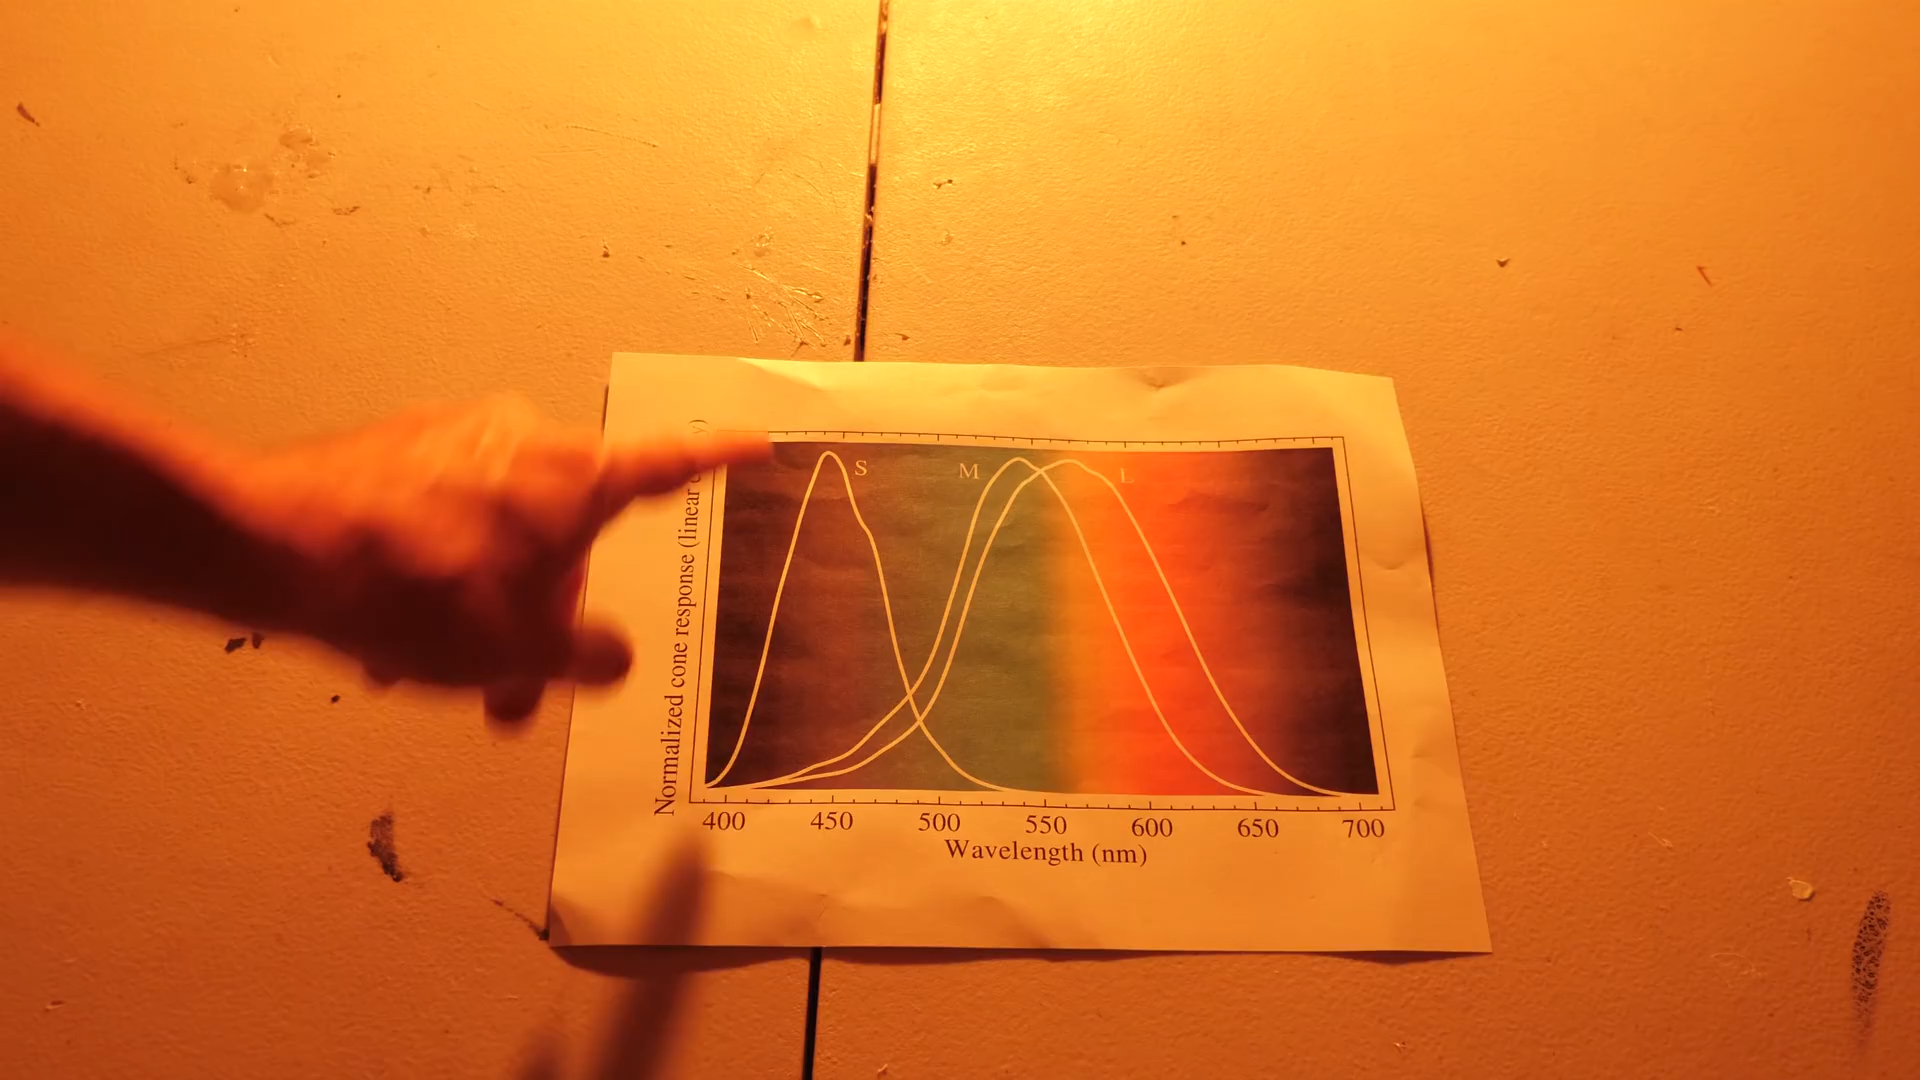 S
M
L
Normalized cone response (linear
400 450 500 550 600 650 700
Wavelength (nm)